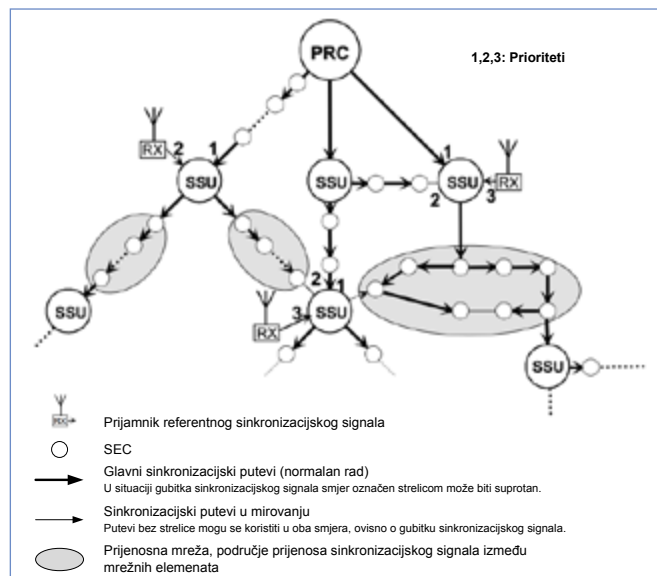 PRC
1,2,3: Prioriteti
RX
2
1
SSU
SSU
1
SSU
2
3
RX
SSU
2
1
RX
3
SSU
SSU
RX
Prijamnik referentnog sinkronizacijskog signala
SEC
Glavni sinkronizacijski putevi (normalan rad)
U situaciji gubitka sinkronizacijskog signala smjer označen strelicom može biti suprotan.
Sinkronizacijski putevi u mirovanju
Putevi bez strelice mogu se koristiti u oba smjera, ovisno o gubitku sinkronizacijskog signala.
Prijenosna mreža, područje prijenosa sinkronizacijskog signala između
mrežnih elemenata